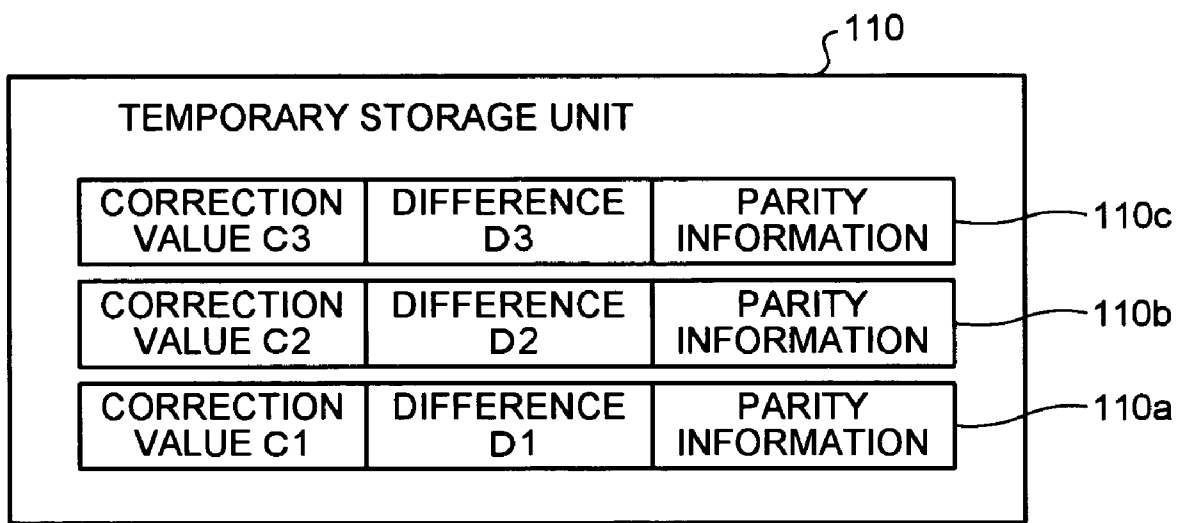 110
TEMPORARY STORAGE UNIT
CORRECTION VALUE C3
DIFFERENCE D3
PARITY INFORMATION
110c
CORRECTION VALUE C2
DIFFERENCE D2
PARITY INFORMATION
110b
CORRECTION VALUE C1
DIFFERENCE D1
PARITY INFORMATION
110a